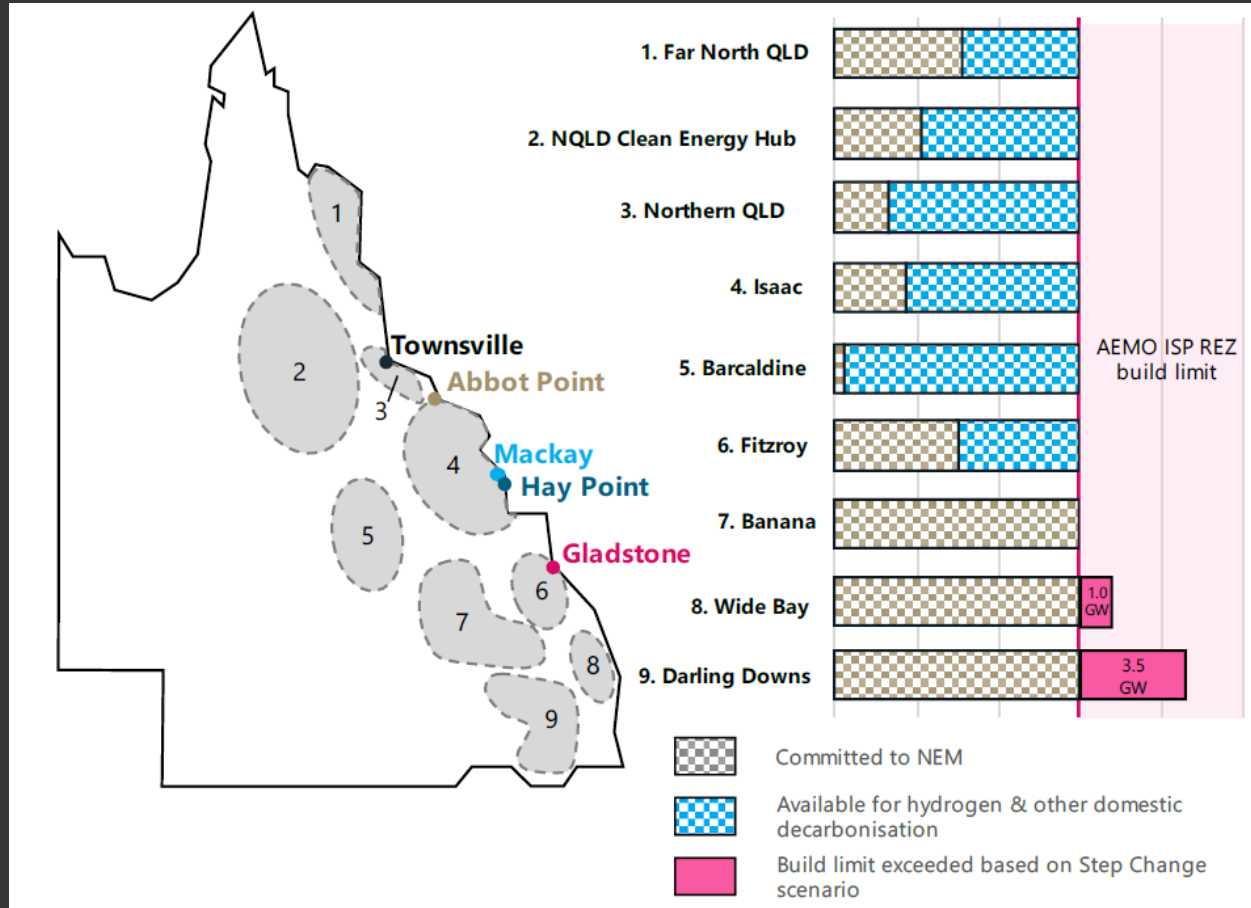 1
2
3
4
5
6
7
8
9
Townsville
Abbot Point
Mackay
Hay Point
Gladstone
1. Far North QLD
2. NQLD Clean Energy Hub
3. Northern QLD
4. Isaac
5. Barcaldine
6. Fitzroy
7. Banana
8. Wide Bay
9. Darling Downs
1.0
GW
3.5
GW
AEMO ISP REZ
build limit
Committed to NEM
Available for hydrogen & other domestic
decarbonisation
Build limit exceeded based on Step Change
scenario